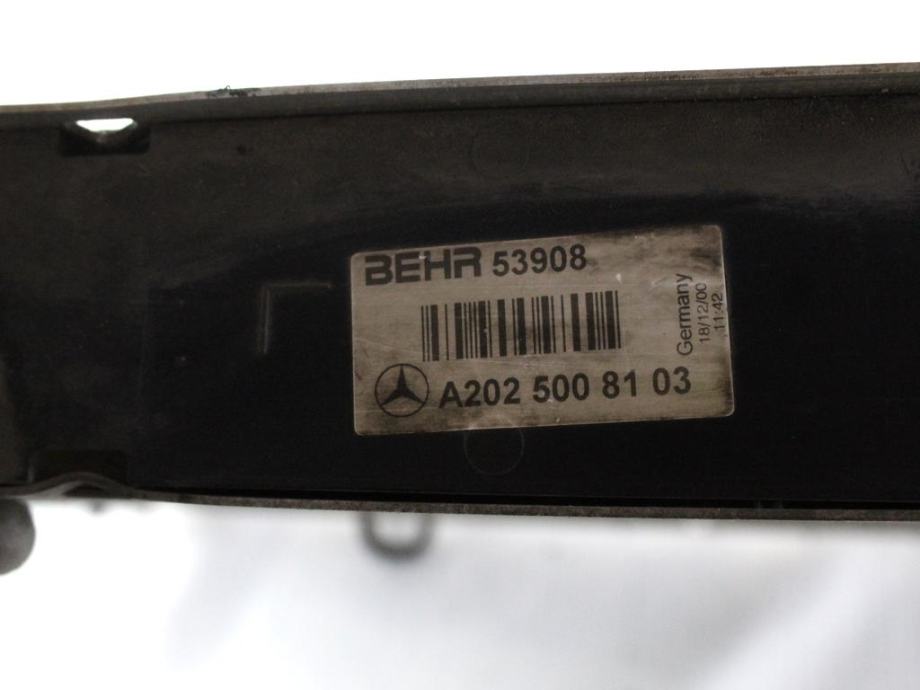 BEHR 53908
A202 500 81 03
Germany
18/12/00
11:42